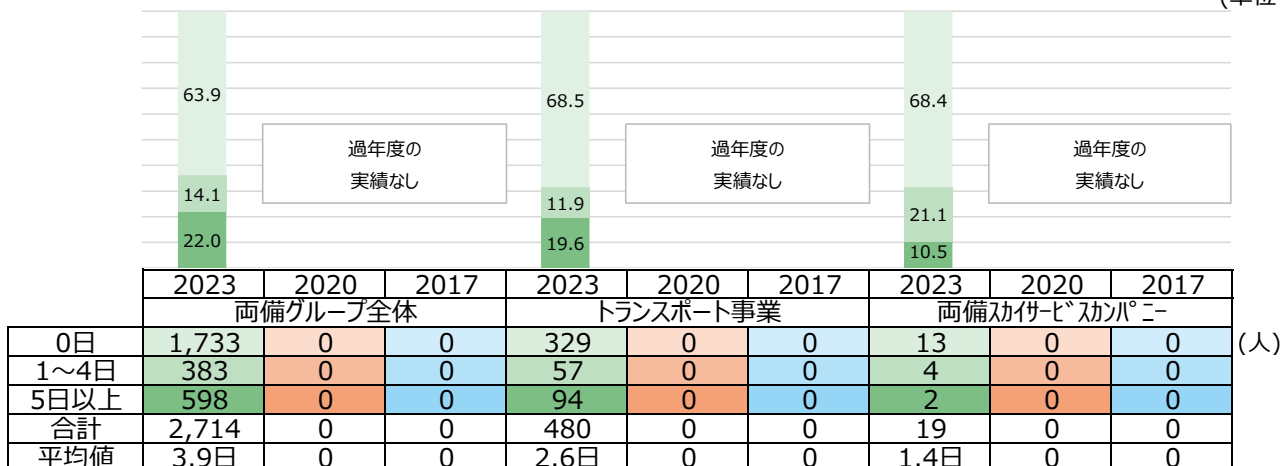 (単位
63.9
68.5
68.4
過年度の
実績なし
過年度の
実績なし
過年度の
実績なし
14.1
11.9
21.1
22.0
19.6
10.5
2023 2020 2017 2023 2020 2017 2023 2020 2017
両備グループ全体 トランスポート事業 両備ｽｶｲｻｰﾋﾞｽｶﾝﾊﾟﾆｰ
0日 1,733 0 0 329 0 0 13 0 0 (人)
1～4日 383 0 0 57 0 0 4 0 0
5日以上 598 0 0 94 0 0 2 0 0
合計 2,714 0 0 480 0 0 19 0 0
平均値 3.9日 0 0 2.6日 0 0 1.4日 0 0